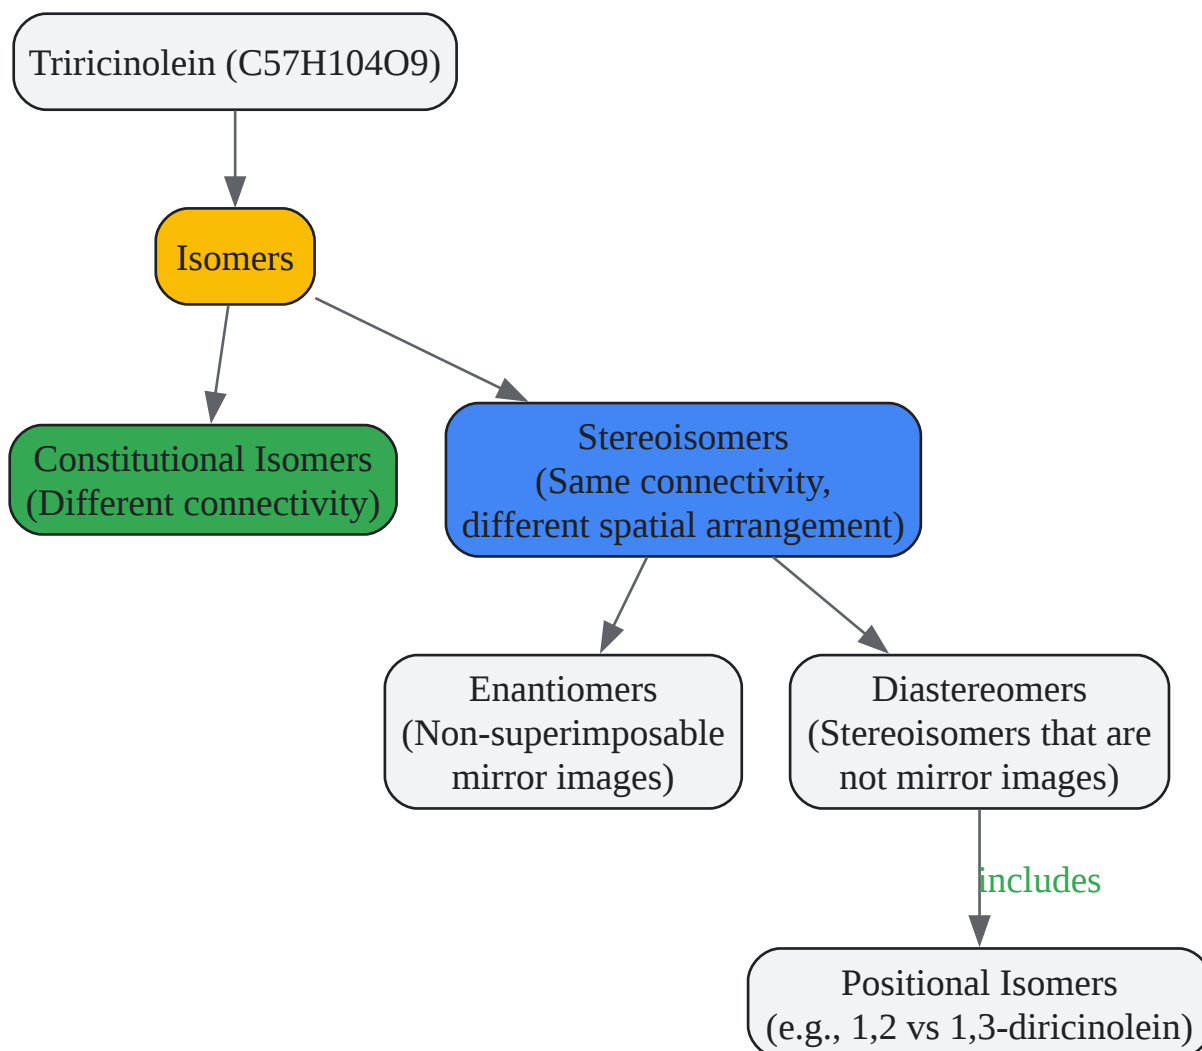 Triricinolein (C57H104O9)
Isomers
Constitutional Isomers
(Different connectivity)
Stereoisomers
(Same connectivity,
different spatial arrangement)
Enantiomers
(Non-superimposable
mirror images)
Diastereomers
(Stereoisomers that are
not mirror images)
includes
Positional Isomers
(e.g., 1,2 vs 1,3-diricinolein)